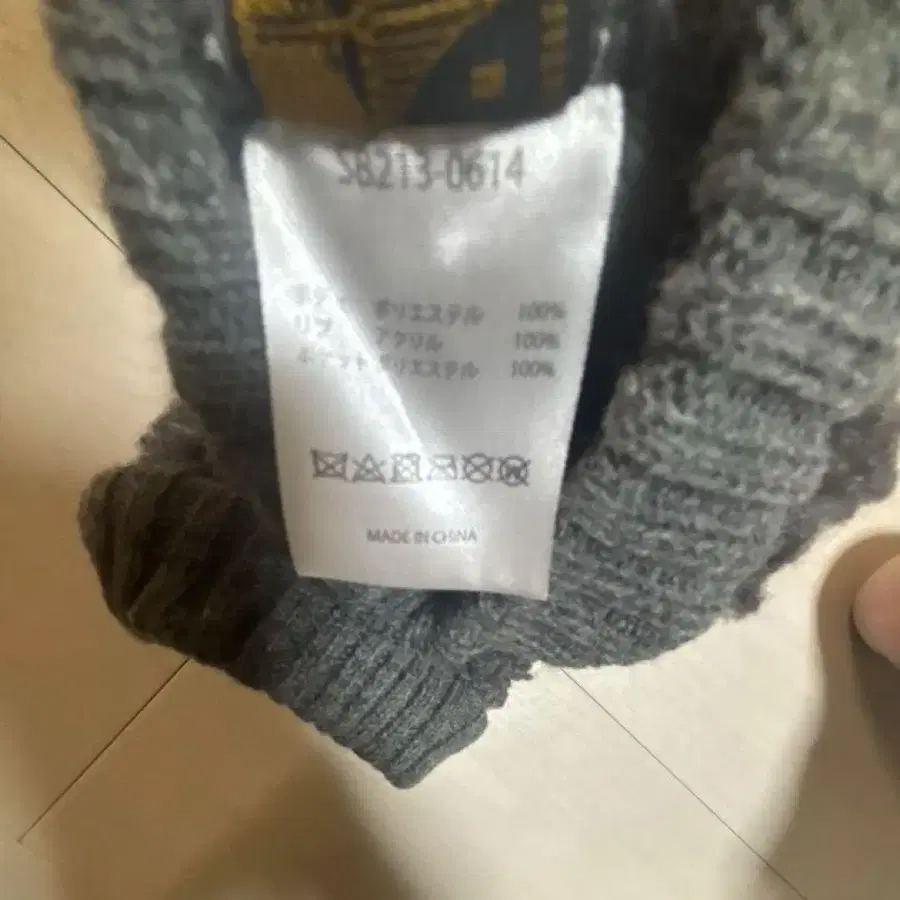 SB213-0614
ボディ ポリエステル 100%
リブ アクリル 100%
ポケット ポリエステル 100%
MADE IN CHINA